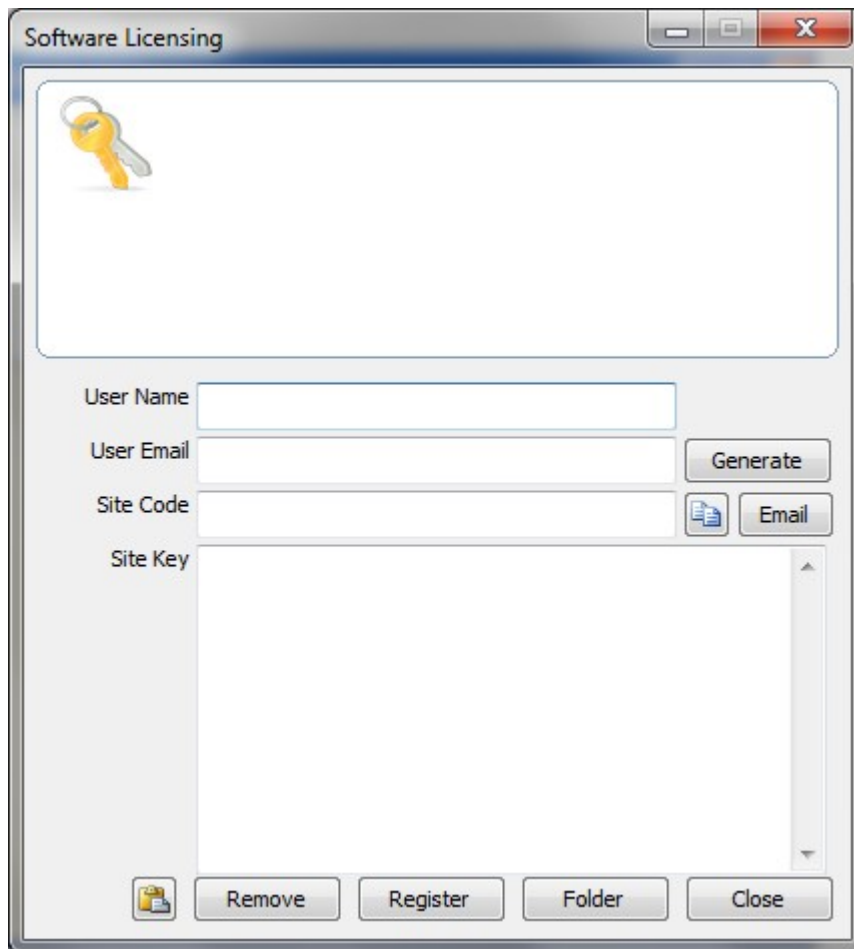 Software Licensing
User Name
User Email
Generate
Site Code
Email
Site Key
Remove
Register
Folder
Close